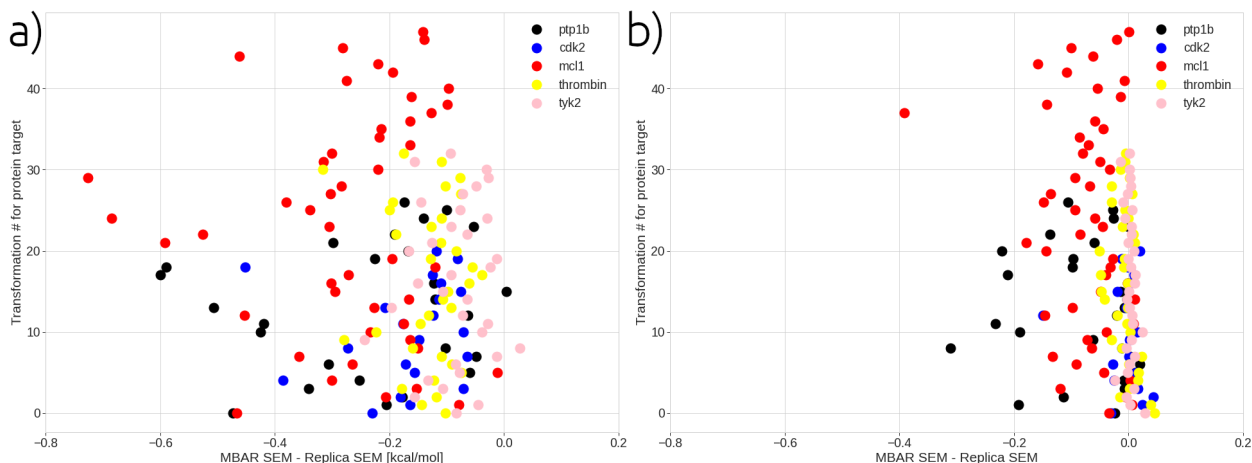 a)
ptp1b
cdk2
mcl1
thrombin
tyk2
Transformation # for protein target
40
30
20
10
0
−0.8
−0.6
−0.4
−0.2
0.0
0.2
MBAR SEM - Replica SEM [kcal/mol]
b)
ptp1b
cdk2
mcl1
thrombin
tyk2
Transformation # for protein target
40
30
20
10
0
−0.8
−0.6
−0.4
−0.2
0.0
0.2
MBAR SEM - Replica SEM